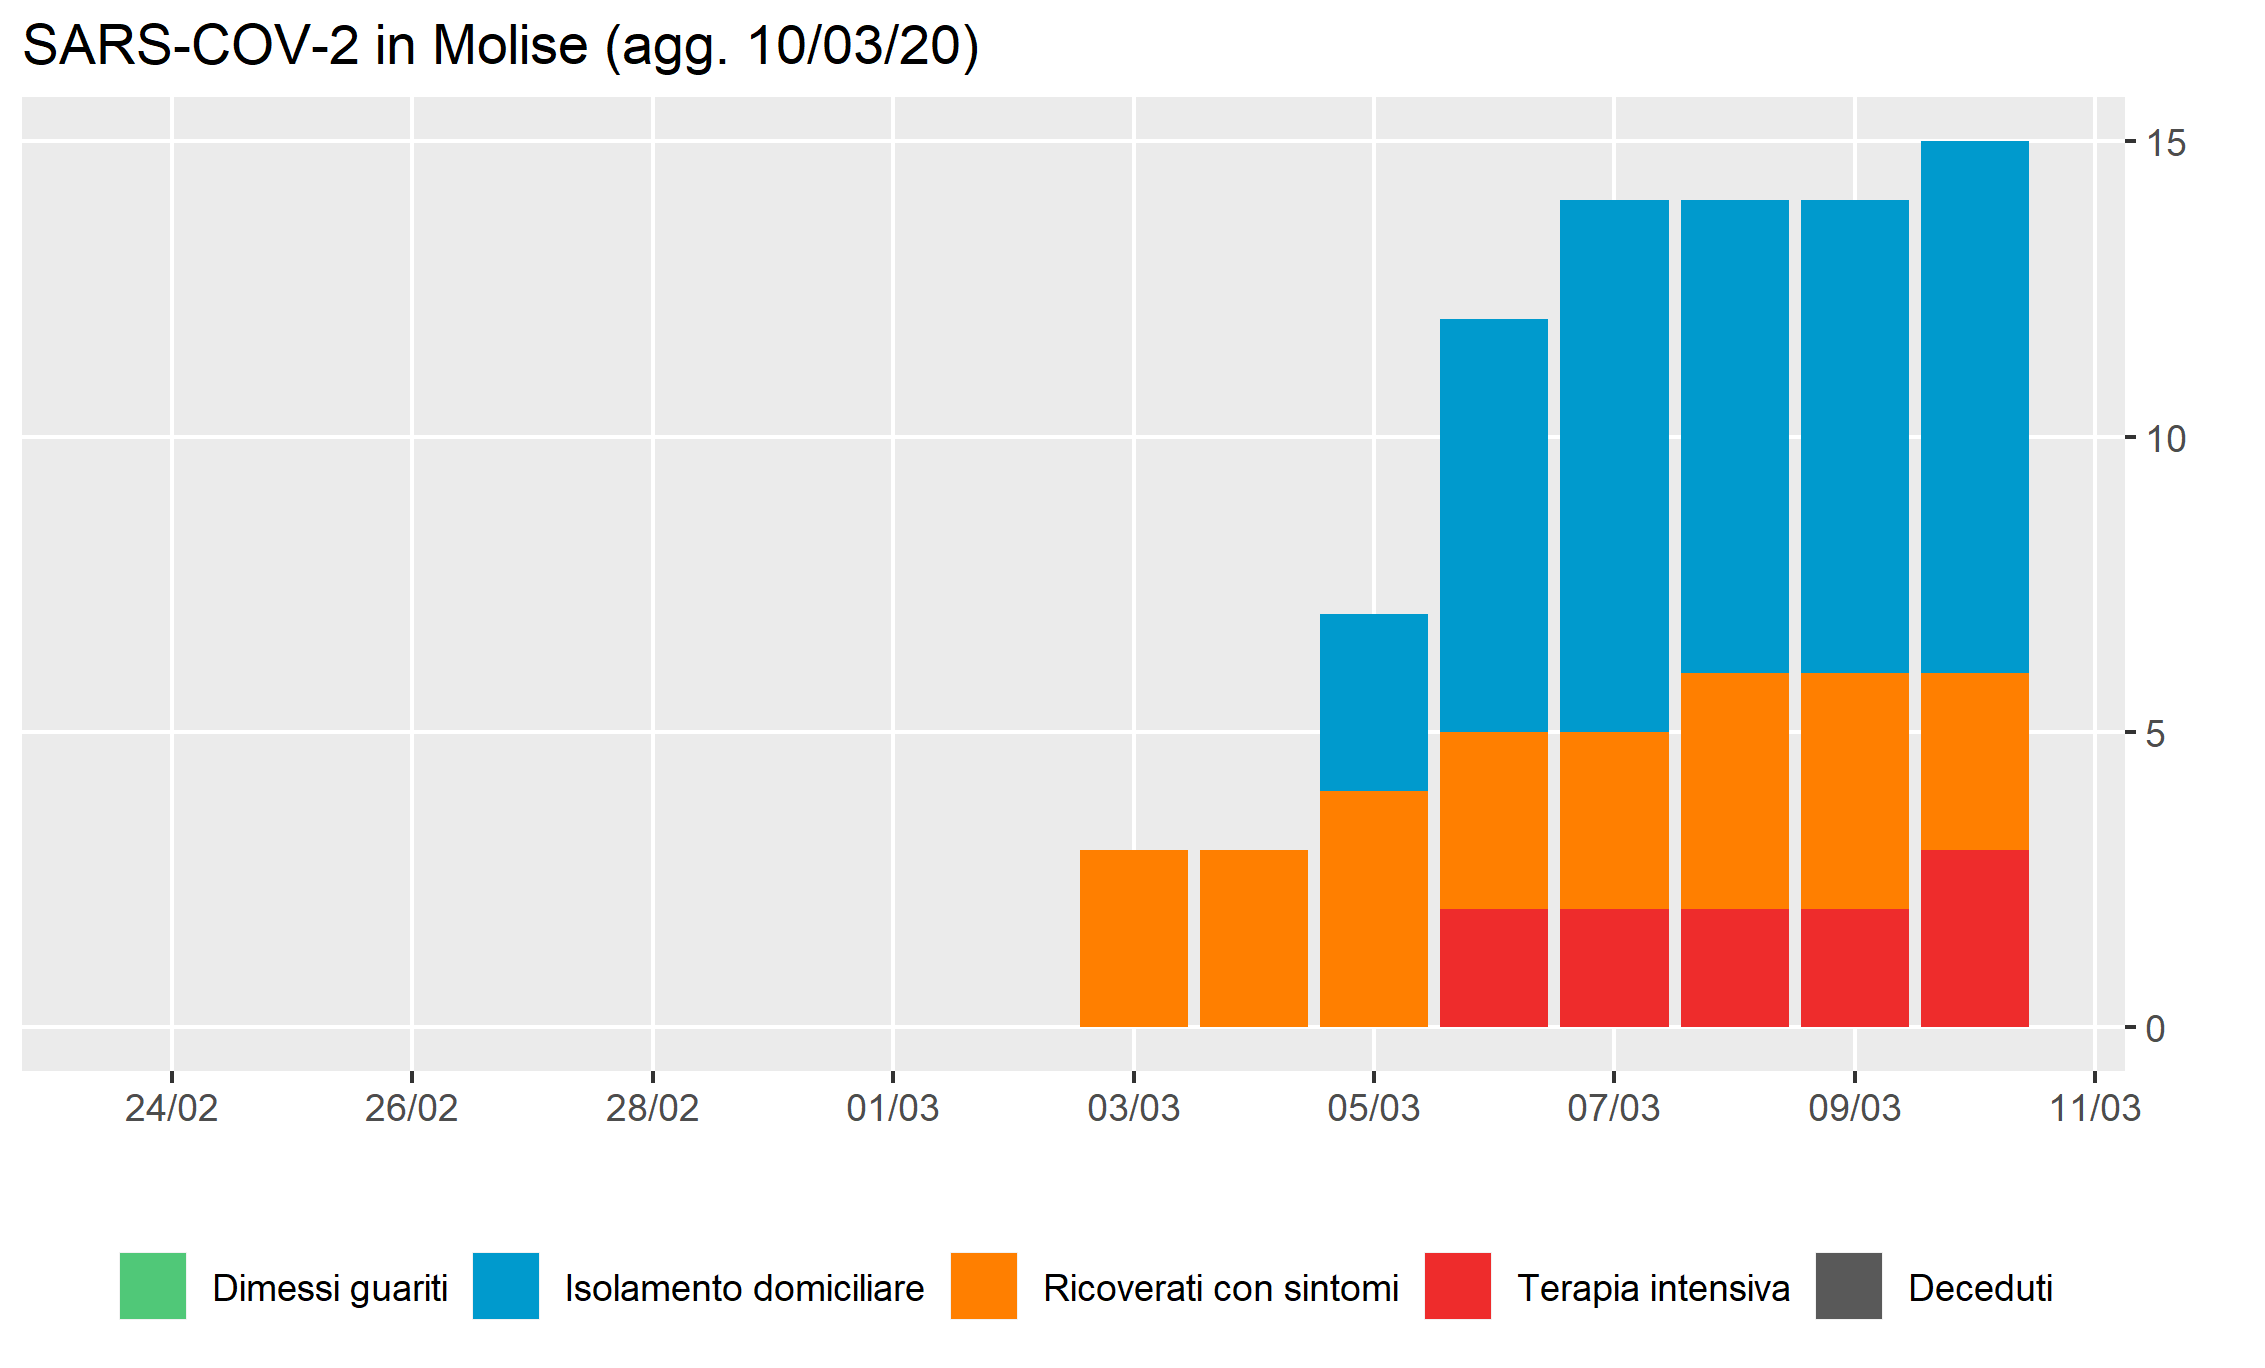 SARS-COV-2 in Molise (agg. 10/03/20)
15
10
5
0
24/02 26/02 28/02 01/03 03/03 05/03 07/03 09/03 11/03
Dimessi guariti Isolamento domiciliare Ricoverati con sintomi Terapia intensiva Deceduti